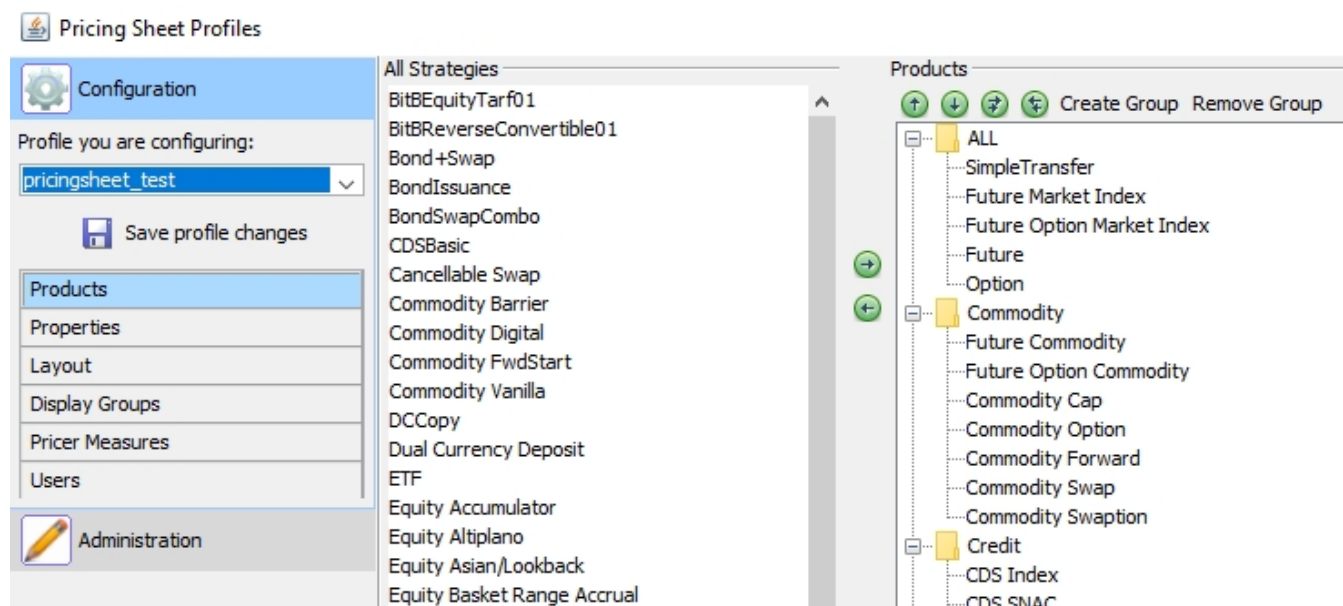 Pricing Sheet Profiles
Configuration
Profile you are configuring:
pricingsheet_test
Save profile changes
Products
Properties
Layout
Display Groups
Pricer Measures
Users
Administration
All Strategies
BitBEquityTarf01
BitBReverseConvertible01
Bond+Swap
BondIssuance
BondSwapCombo
CDSBasic
Cancellable Swap
Commodity Barrier
Commodity Digital
Commodity FwdStart
Commodity Vanilla
DCCopy
Dual Currency Deposit
ETF
Equity Accumulator
Equity Altiplano
Equity Asian/Lookback
Equity Basket Range Accrual
Products
Create Group Remove Group
ALL
SimpleTransfer
Future Market Index
Future Option Market Index
Future
Option
Commodity
Future Commodity
Future Option Commodity
Commodity Cap
Commodity Option
Commodity Forward
Commodity Swap
Commodity Swaption
Credit
CDS Index
CDS SNAC